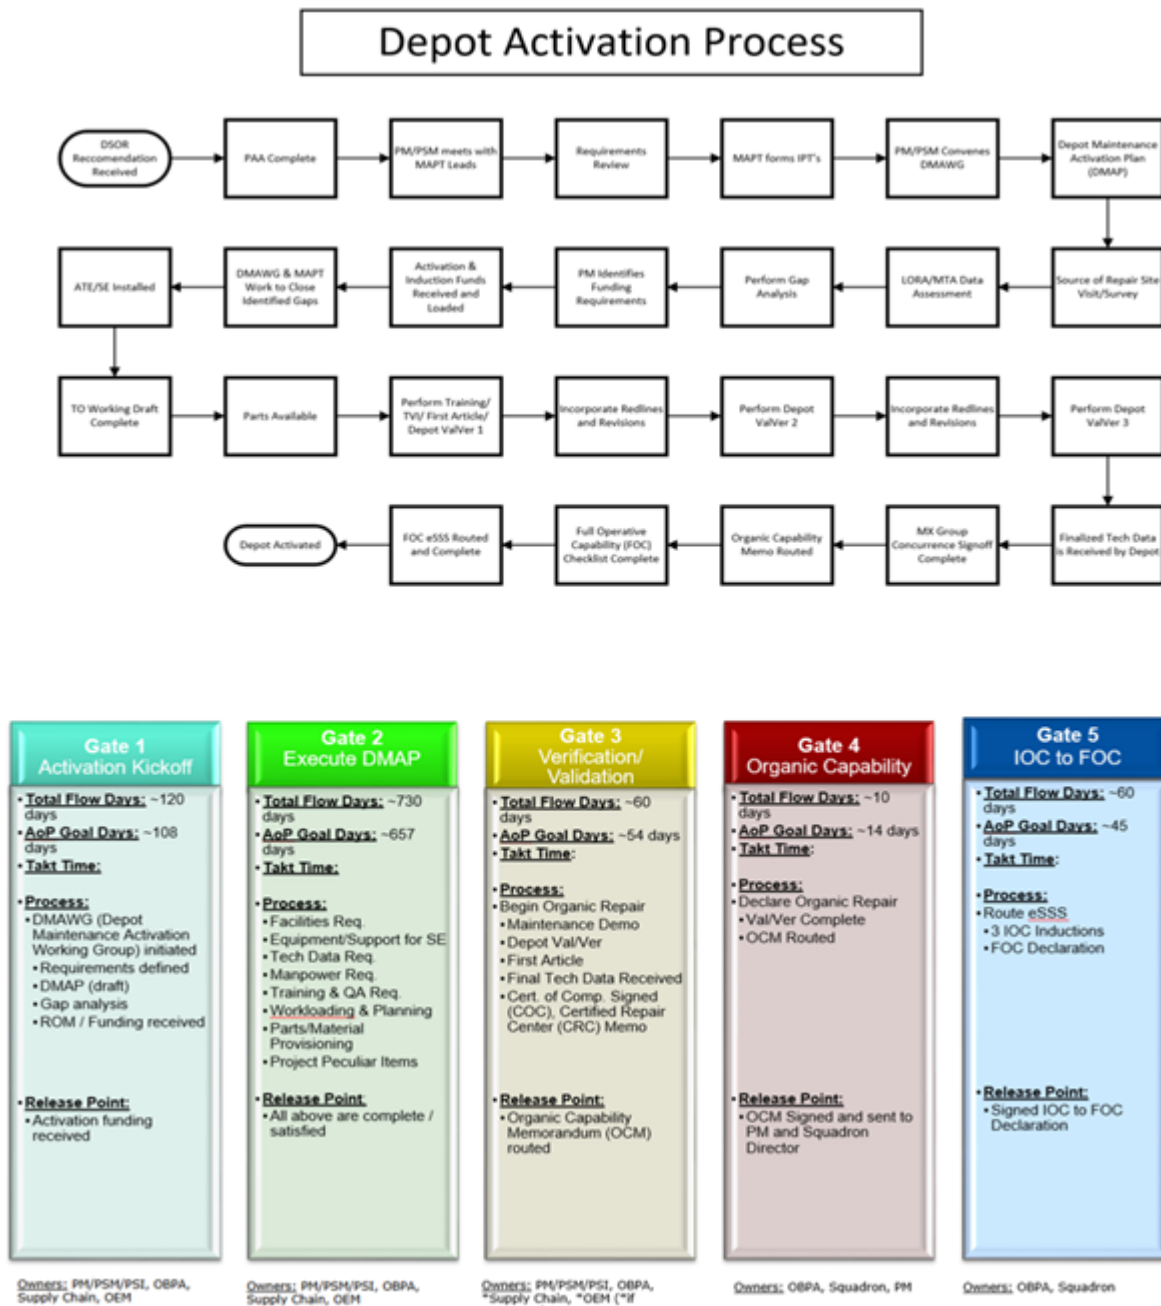 Depot Activation Process
DSOR
Reccomendation
Received
PAA Complete
PM/PSM meets with
MAPT Leads
Requirements
Review
MAPT forms IPT's
PM/PSM Convenes
DMAWG
Depot Maintenance
Activation Plan
(DMAP)
ATE/SE Installed
DMAWG & MAPT
Work to Close
Identified Gaps
Activation &
Induction Funds
Received and
Loaded
PM Identifies
Funding
Requirements
Perform Gap
Analysis
LORA/MTA Data
Assessment
Source of Repair Site
Visit/Survey
TO Working Draft
Complete
Parts Available
Perform Training/
TVI/ First Article/
Depot ValVer 1
Incorporate Redlines
and Revisions
Perform Depot
ValVer 2
Incorporate Redlines
and Revisions
Perform Depot
ValVer 3
Depot Activated
FOC eSSS Routed
and Complete
Full Operative
Capability (FOC)
Checklist Complete
Organic Capability
Memo Routed
MX Group
Concurrence Signoff
Complete
Finalized Tech Data
is Received by Depot
Gate 1
Activation Kickoff
• Total Flow Days: ~120
days
• AoP Goal Days: ~108
days
• Takt Time:
• Process:
• DMAWG (Depot
Maintenance Activation
Working Group) initiated
• Requirements defined
• DMAP (draft)
• Gap analysis
• ROM / Funding received
• Release Point:
• Activation funding
received
Owners: PM/PSM/PSI, OBPA,
Supply Chain, OEM
Gate 2
Execute DMAP
• Total Flow Days: ~730
days
• AoP Goal Days: ~657
days
• Takt Time:
• Process:
• Facilities Req.
• Equipment/Support for SE
• Tech Data Req.
• Manpower Req.
• Training & QA Req.
• Workloading & Planning
• Parts/Material
Provisioning
• Project Peculiar Items
• Release Point:
• All above are complete /
satisfied
Owners: PM/PSM/PSI, OBPA,
Supply Chain, OEM
Gate 3
Verification/
Validation
• Total Flow Days: ~60
days
• AoP Goal Days: ~54 days
• Takt Time:
• Process:
• Begin Organic Repair
• Maintenance Demo
• Depot Val/Ver
• First Article
• Final Tech Data Received
• Cert. of Comp. Signed
(COC), Certified Repair
Center (CRC) Memo
• Release Point:
• Organic Capability
Memorandum (OCM)
routed
Owners: PM/PSM/PSI, OBPA,
*Supply Chain, *OEM (*if
Gate 4
Organic Capability
• Total Flow Days: ~10
days
• AoP Goal Days: ~14 days
• Takt Time:
• Process:
• Declare Organic Repair
• Val/Ver Complete
• OCM Routed
• Release Point:
• OCM Signed and sent to
PM and Squadron
Director
Owners: OBPA, Squadron, PM
Gate 5
IOC to FOC
• Total Flow Days: ~60
days
• AoP Goal Days: ~45
days
• Takt Time:
• Process:
• Route eSSS
• 3 IOC Inductions
• FOC Declaration
• Release Point:
• Signed IOC to FOC
Declaration
Owners: OBPA, Squadron